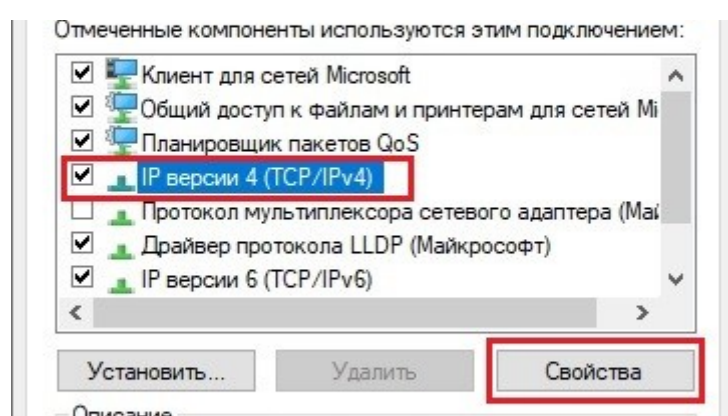 Отмеченные компоненты используются этим подключением:
Клиент для сетей Microsoft
Общий доступ к файлам и принтерам для сетей Mi
Планировщик пакетов QoS
IP версии 4 (TCP/IPv4)
Протокол мультиплексора сетевого адаптера (Май
Драйвер протокола LLDP (Майкрософт)
IP версии 6 (TCP/IPv6)
Установить... Удалить Свойства
Описание